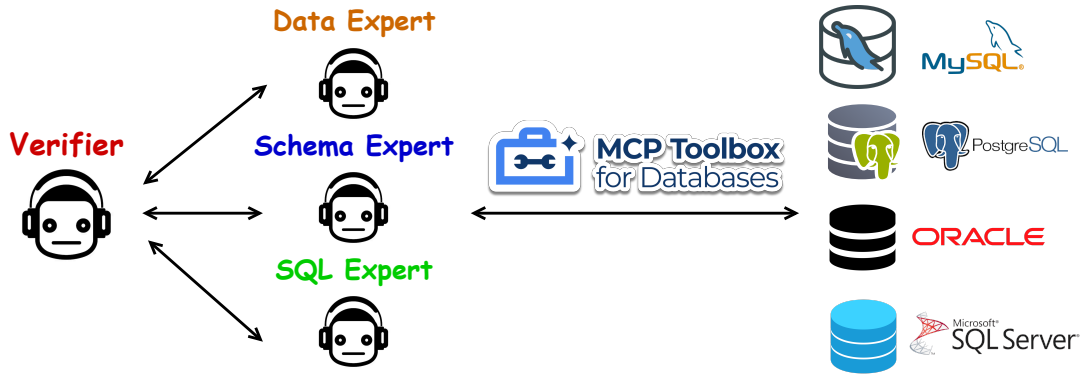 Data Expert
Verifier
Schema Expert
SQL Expert
MCP Toolbox
for Databases
MySQL®
PostgreSQL
ORACLE
Microsoft®
SQL Server®